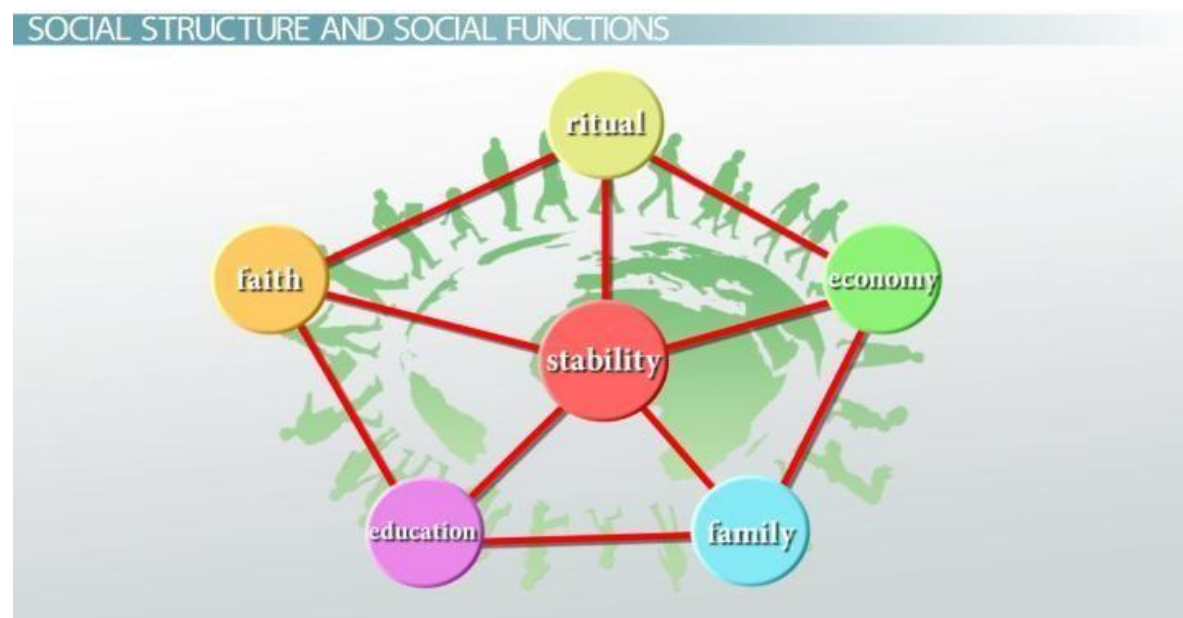 SOCIAL STRUCTURE AND SOCIAL FUNCTIONS
ritual
faith
economy
stability
education
family